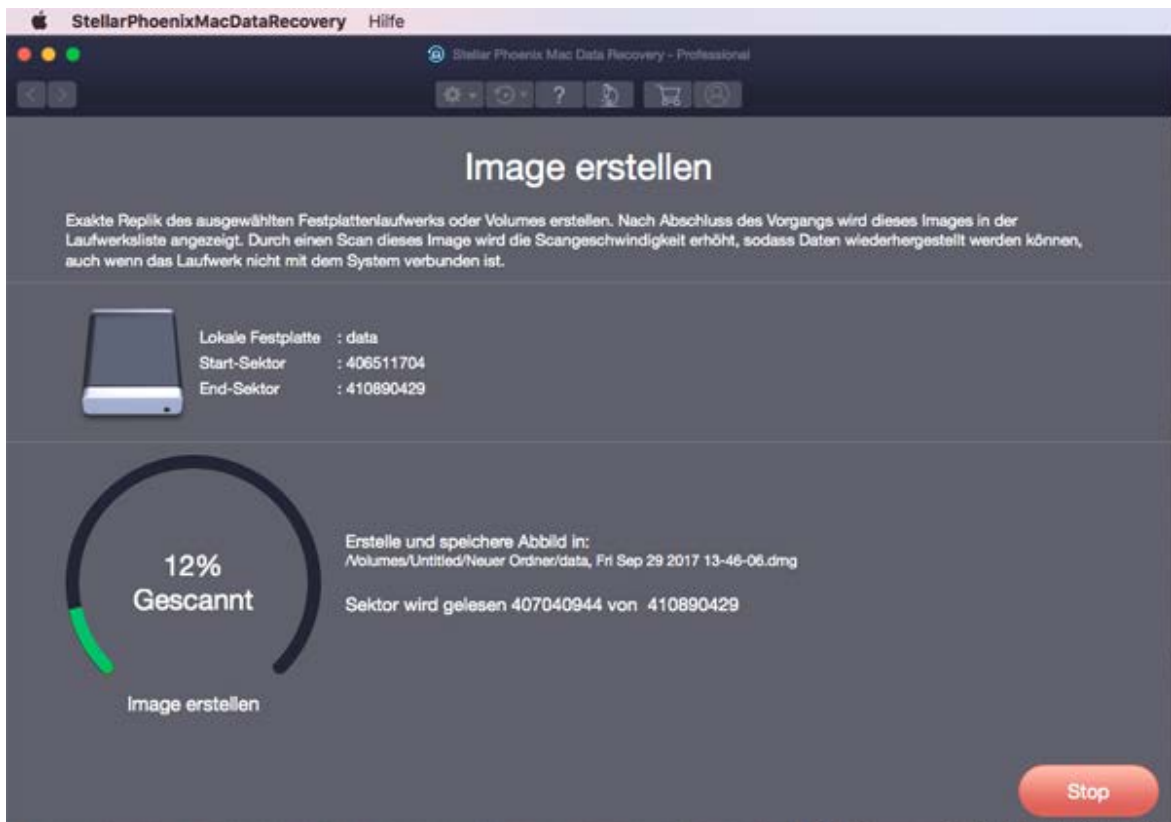 StellarPhoenixMacDataRecovery Hilfe
Stellar Phoenix Mac Data Recovery - Professional
?
Image erstellen
Exakte Replik des ausgewählten Festplattenlaufwerks oder Volumes erstellen. Nach Abschluss des Vorgangs wird dieses Images in der
Laufwerksliste angezeigt. Durch einen Scan dieses Image wird die Scangeschwindigkeit erhöht, sodass Daten wiederhergestellt werden können,
auch wenn das Laufwerk nicht mit dem System verbunden ist.
Lokale Festplatte : data
Start-Sektor : 406511704
End-Sektor : 410890429
12%
Gescannt
Image erstellen
Erstelle und speichere Abbild in:
/Volumes/Untitled/Neuer Ordner/data, Fri Sep 29 2017 13-46-06.dmg
Sektor wird gelesen 407040944 von 410890429
Stop